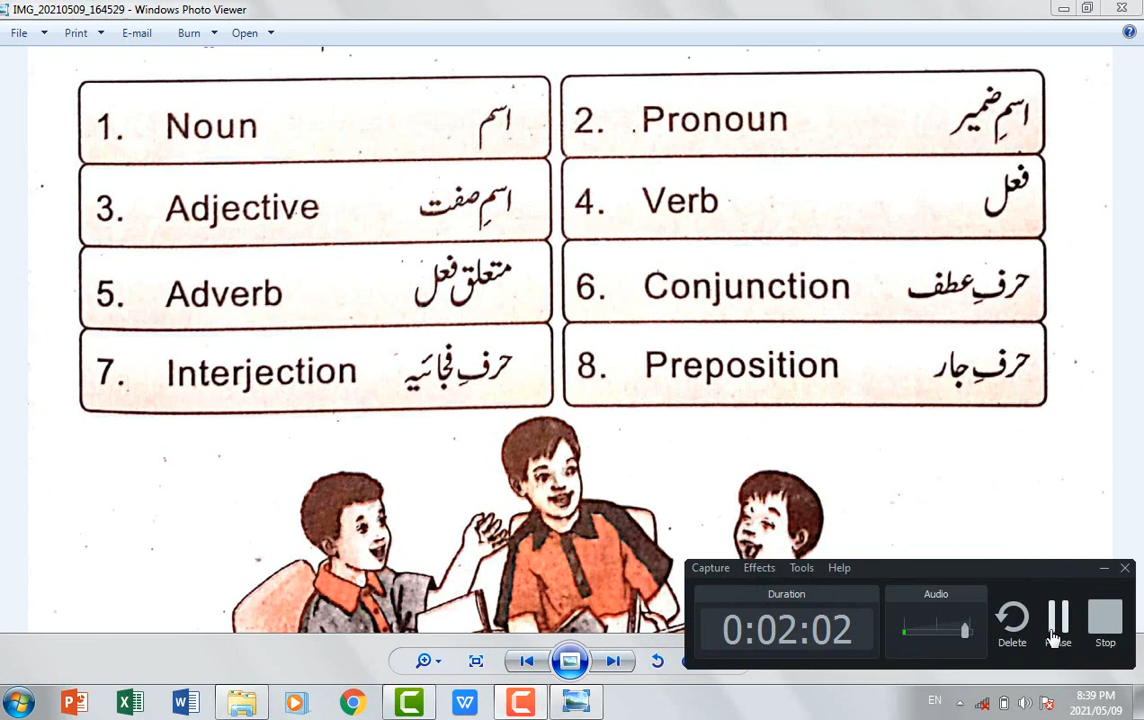 IMG_20210509_164529 - Windows Photo Viewer
File Print E-mail Burn Open
1. Noun اسم
2. Pronoun اسمِ ضمیر
3. Adjective اسمِ صفت
4. Verb فعل
5. Adverb متعلق فعل
6. Conjunction حرفِ عطف
7. Interjection حرفِ فجائیہ
8. Preposition حرفِ جار
Capture Effects Tools Help
Duration Audio
0:02:02
Delete Pause Stop
EN 8:39 PM
2021/05/09